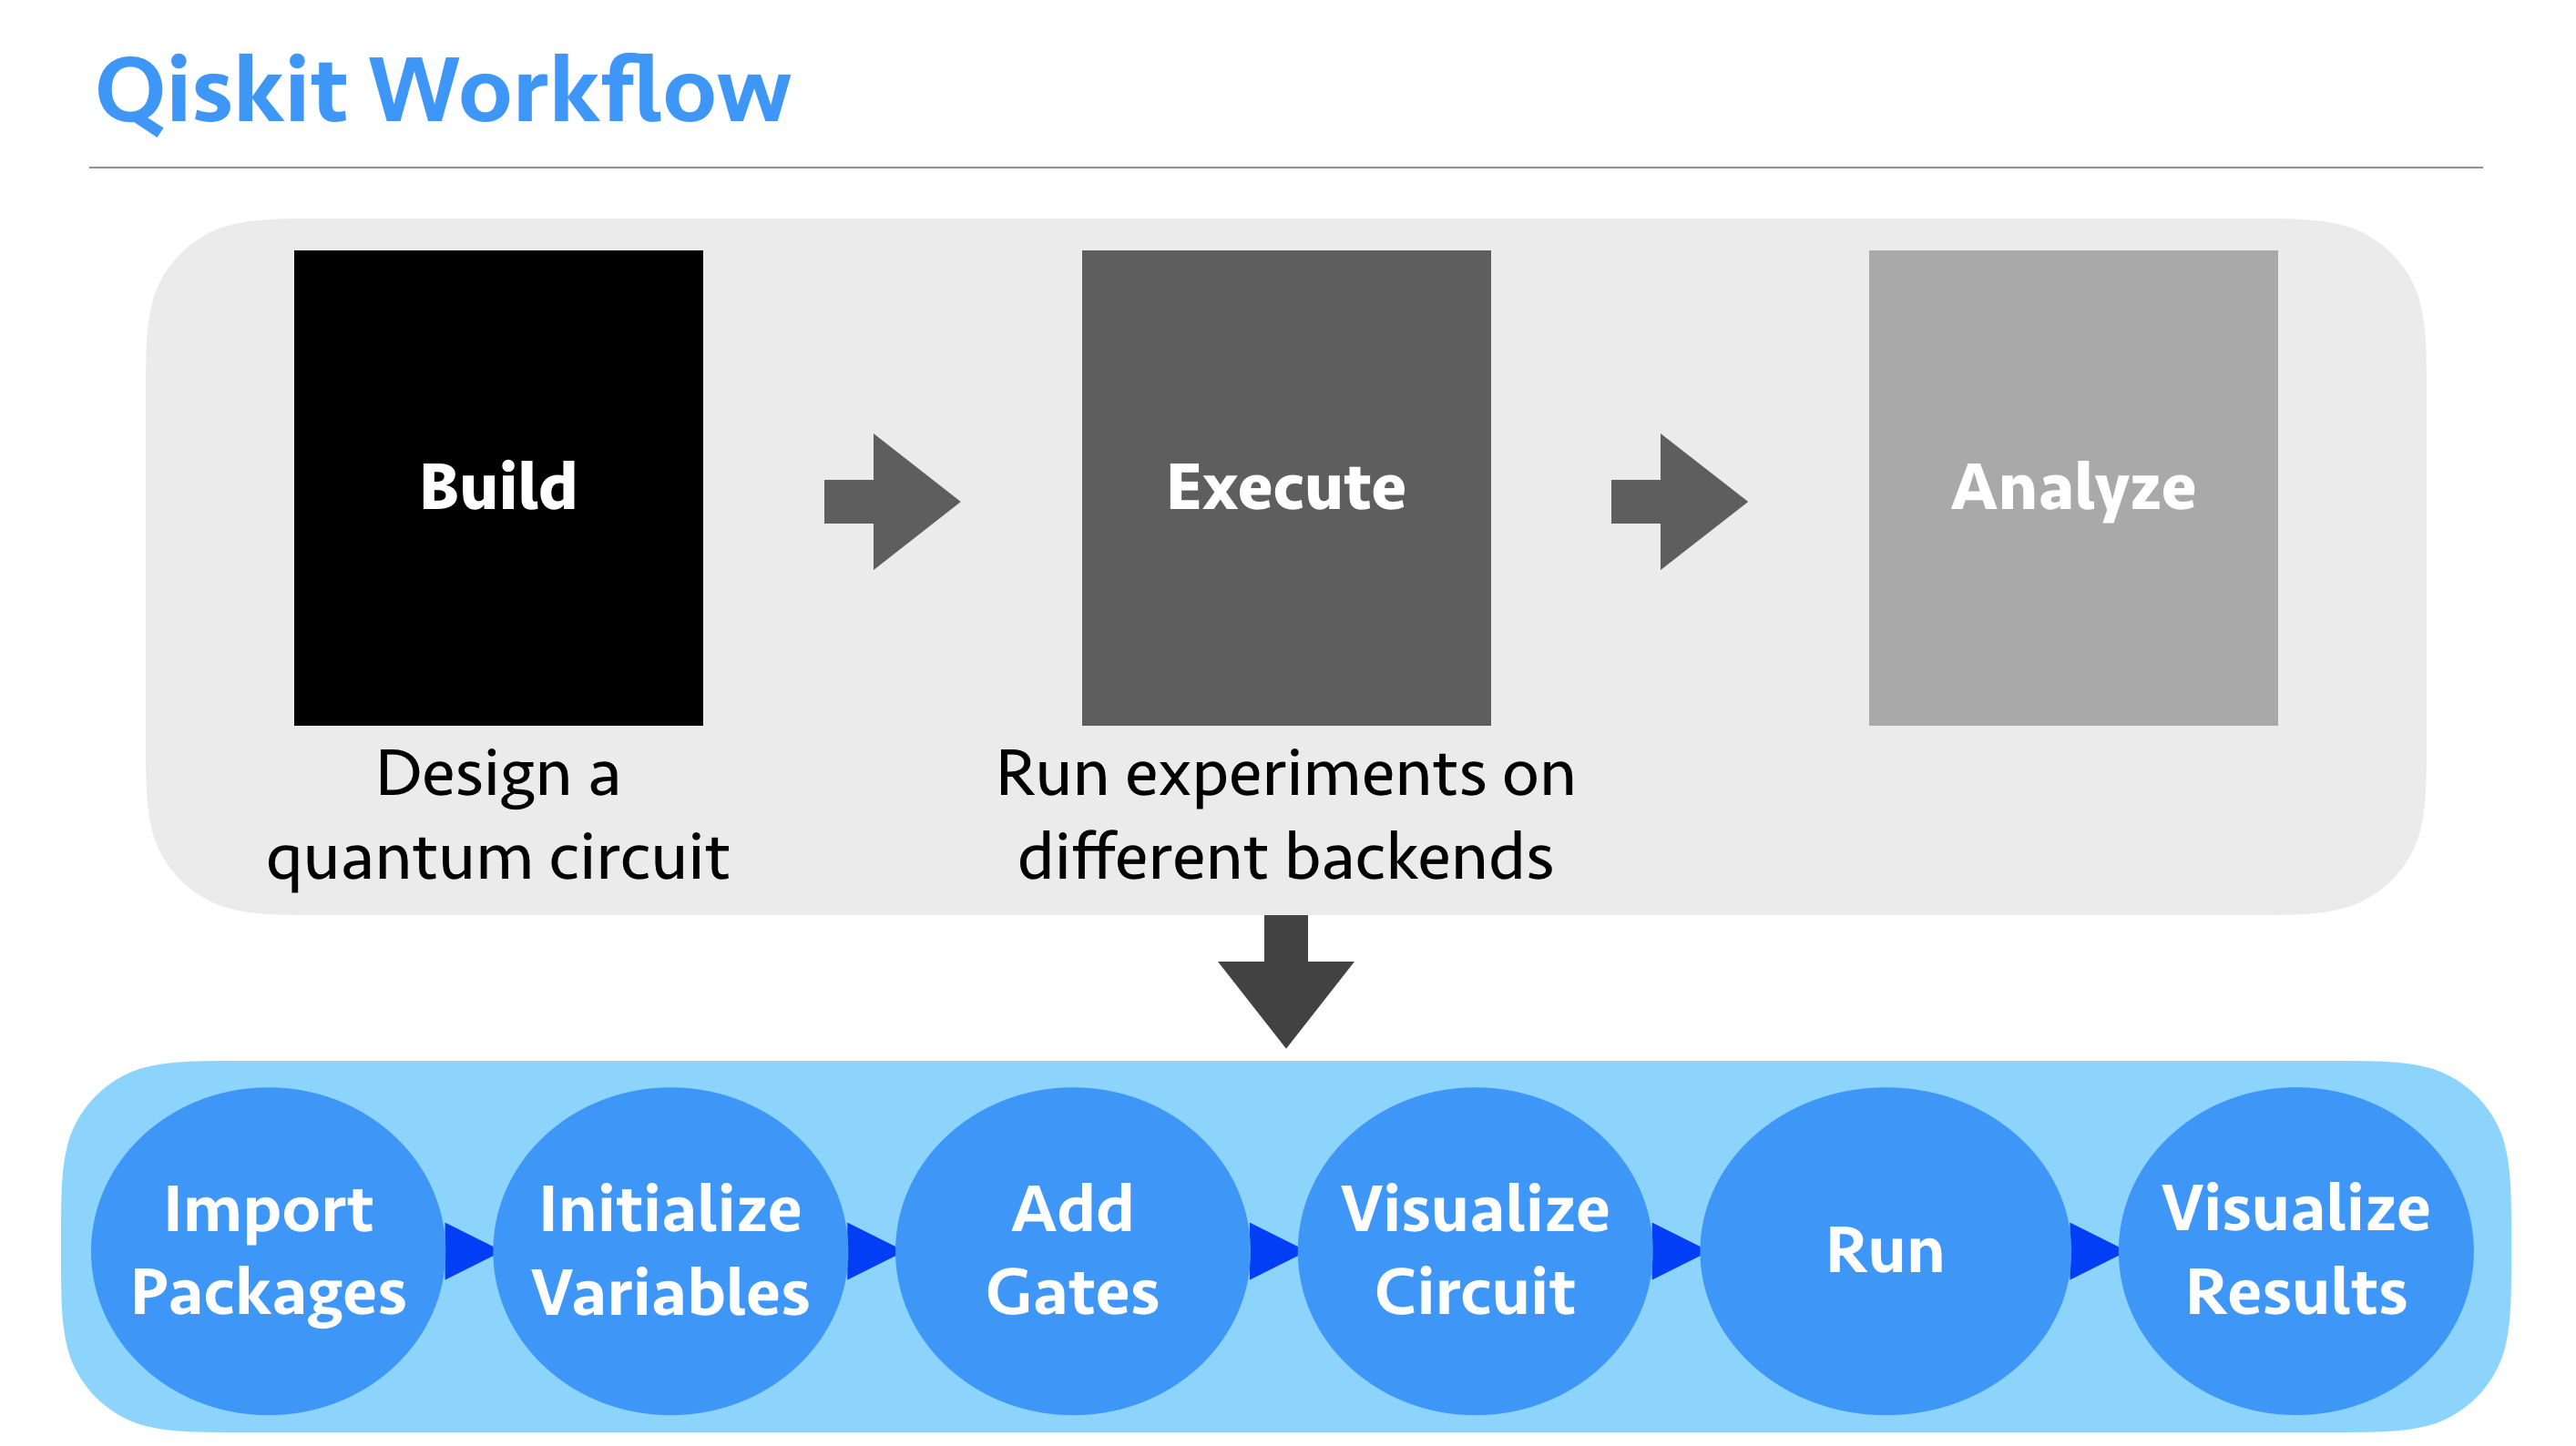 Qiskit Workflow
Build
Execute
Analyze
Design a
quantum circuit
Run experiments on
different backends
Import
Packages
Initialize
Variables
Add
Gates
Visualize
Circuit
Run
Visualize
Results